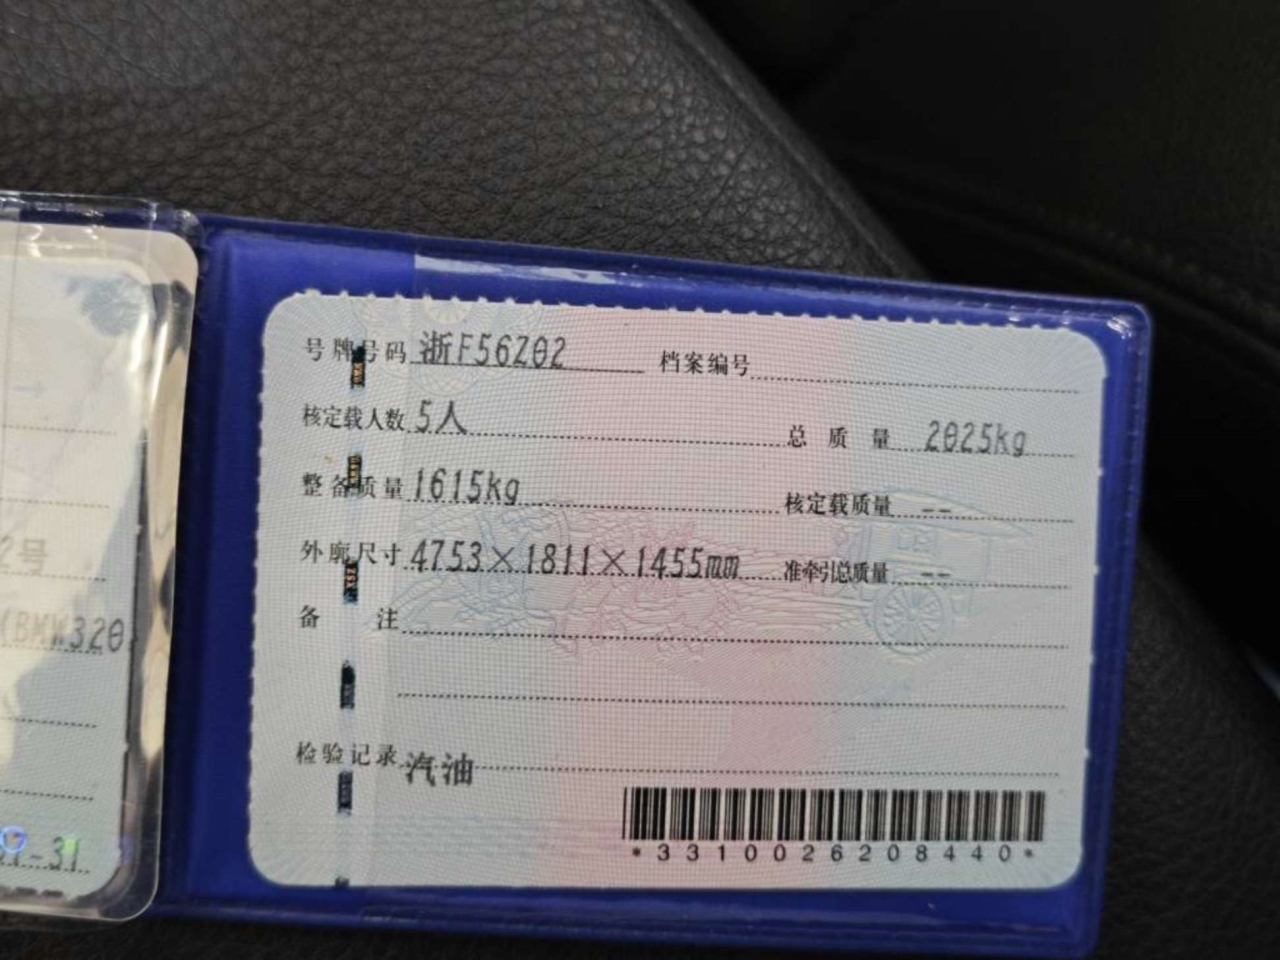 号牌号码 浙F56Z02 档案编号
核定载人数 5人 总质量 2025kg
整备质量 1615kg 核定载质量 --
外廓尺寸 4753×1811×1455mm 准牵引总质量 --
备注
检验记录 汽油
*3310026208440*
2号
(BMW320
-31